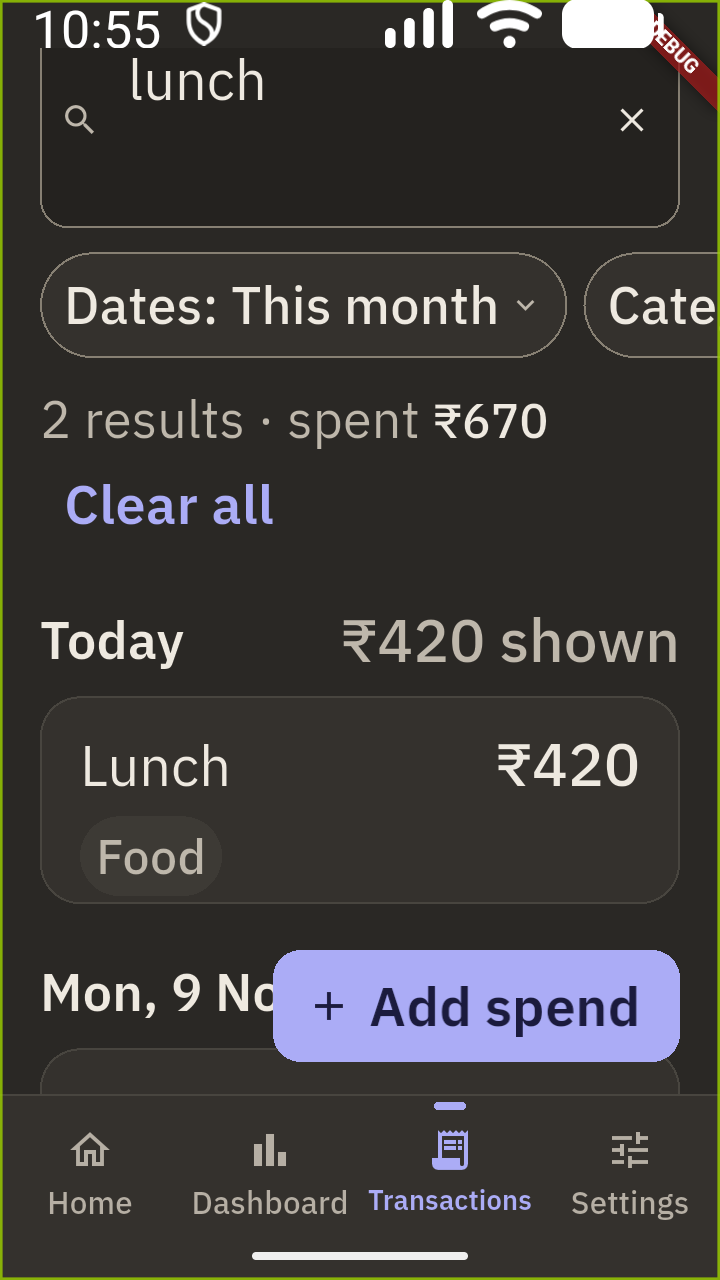 10:55
DEBUG
lunch
Dates: This month
Cate
2 results · spent ₹670
Clear all
Today ₹420 shown
Lunch ₹420
Food
Mon, 9 No
+ Add spend
Home Dashboard Transactions Settings